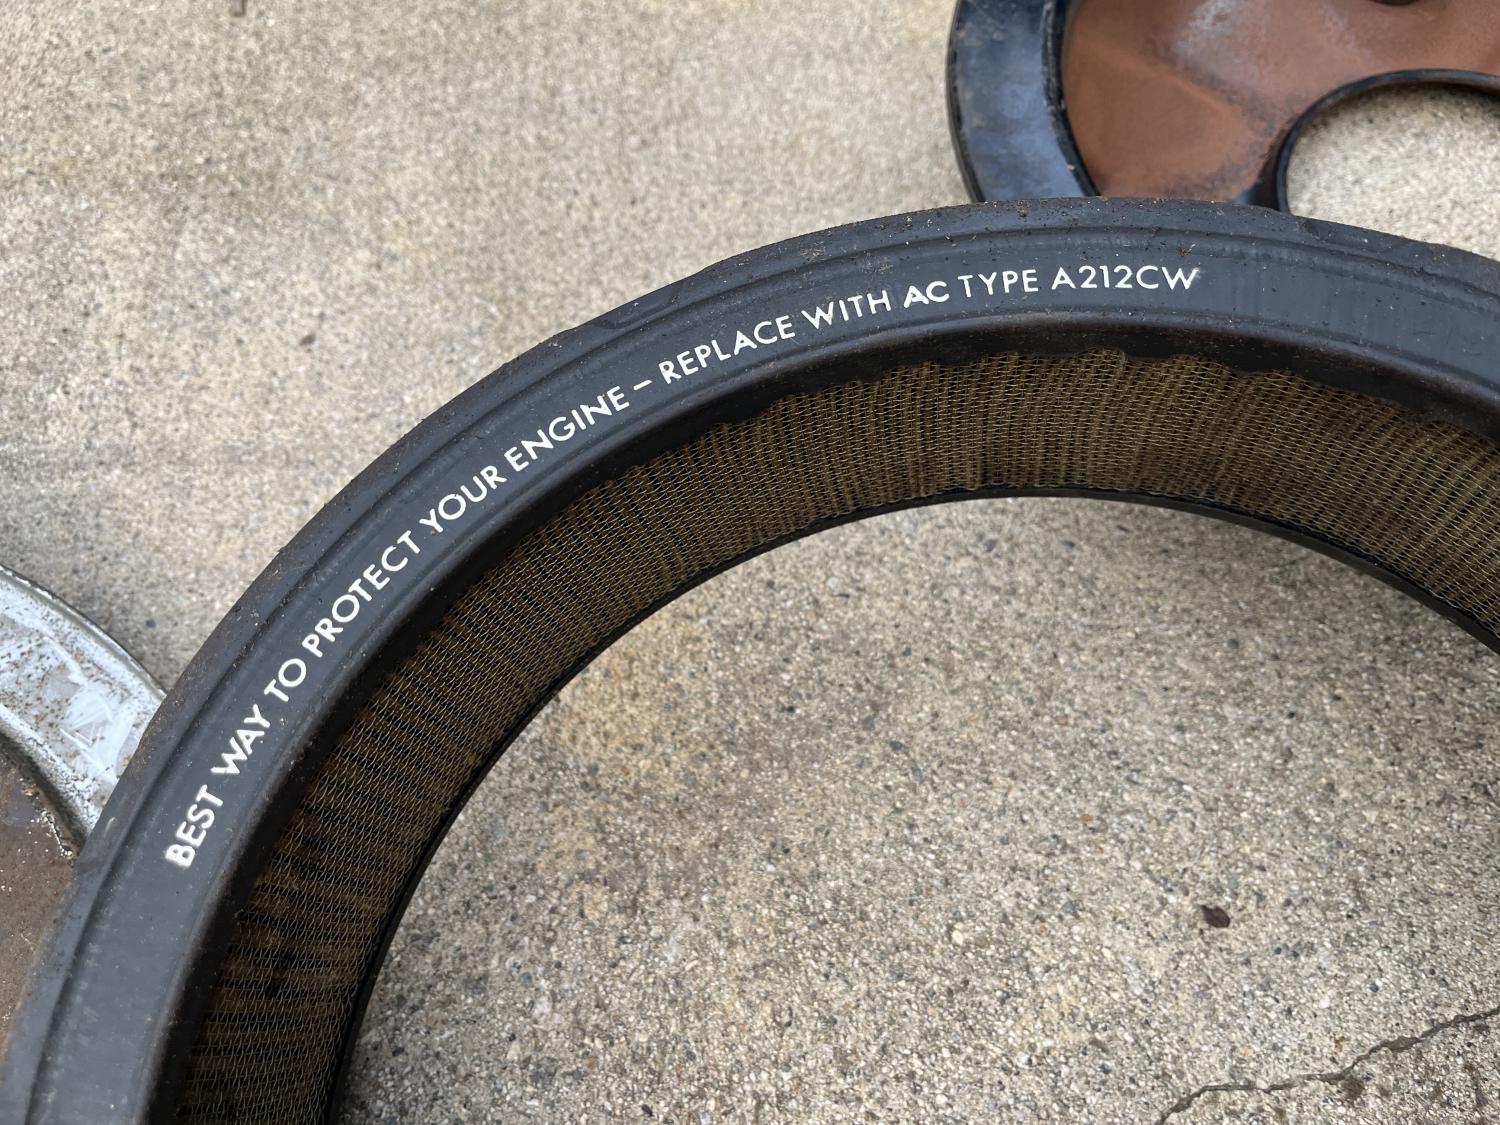 BEST WAY TO PROTECT YOUR ENGINE – REPLACE WITH AC TYPE A212CW